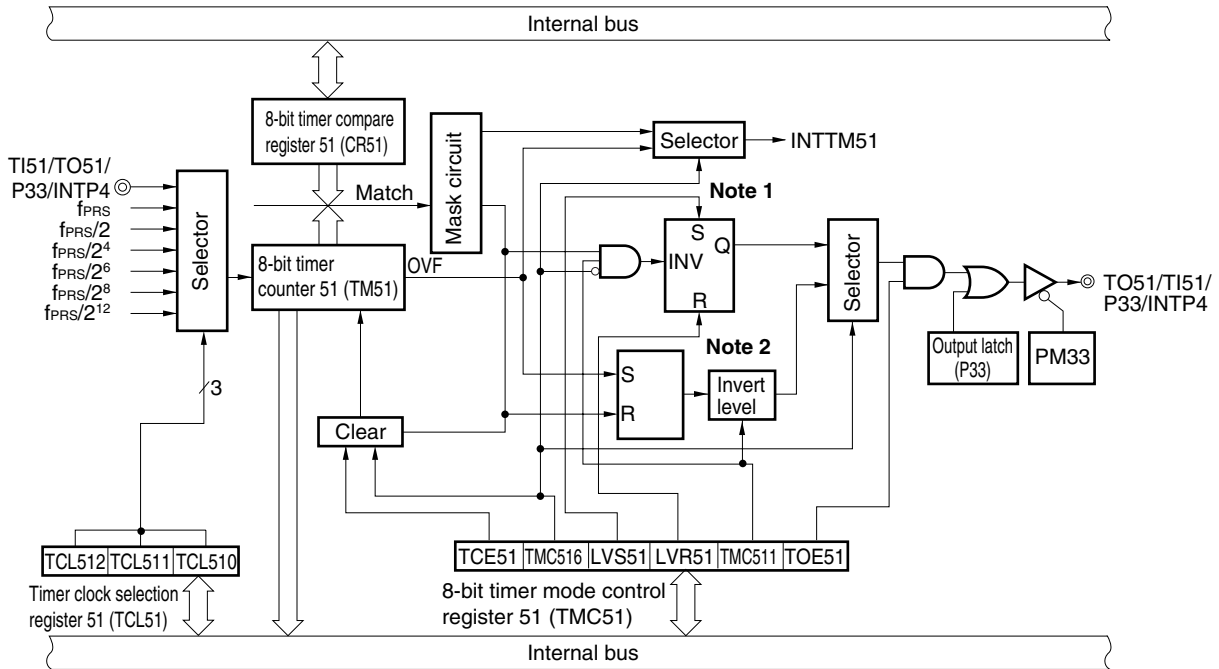 Internal bus
8-bit timer compare
register 51 (CR51)
Mask circuit
Selector
INTTM51
TI51/TO51/
P33/INTP4
fPRS
fPRS/2
fPRS/2⁴
fPRS/2⁶
fPRS/2⁸
fPRS/2¹²
Selector
Match
8-bit timer
counter 51 (TM51)
OVF
Note 1
S
Q
INV
R
Selector
TO51/TI51/
P33/INTP4
Output latch
(P33)
PM33
Note 2
S
R
Invert
level
3
Clear
TCL512 TCL511 TCL510
Timer clock selection
register 51 (TCL51)
TCE51 TMC516 LVS51 LVR51 TMC511 TOE51
8-bit timer mode control
register 51 (TMC51)
Internal bus